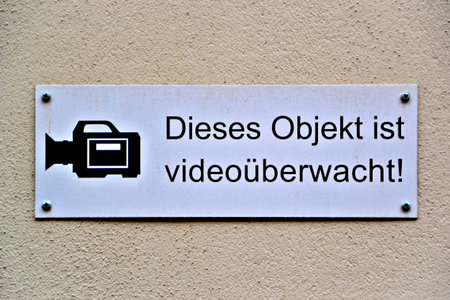 Dieses Objekt ist
videoüberwacht!